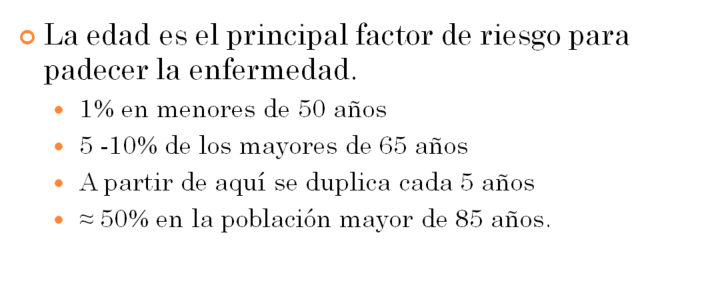 La edad es el principal factor de riesgo para
padecer la enfermedad.
1% en menores de 50 años
5 -10% de los mayores de 65 años
A partir de aquí se duplica cada 5 años
≈ 50% en la población mayor de 85 años.